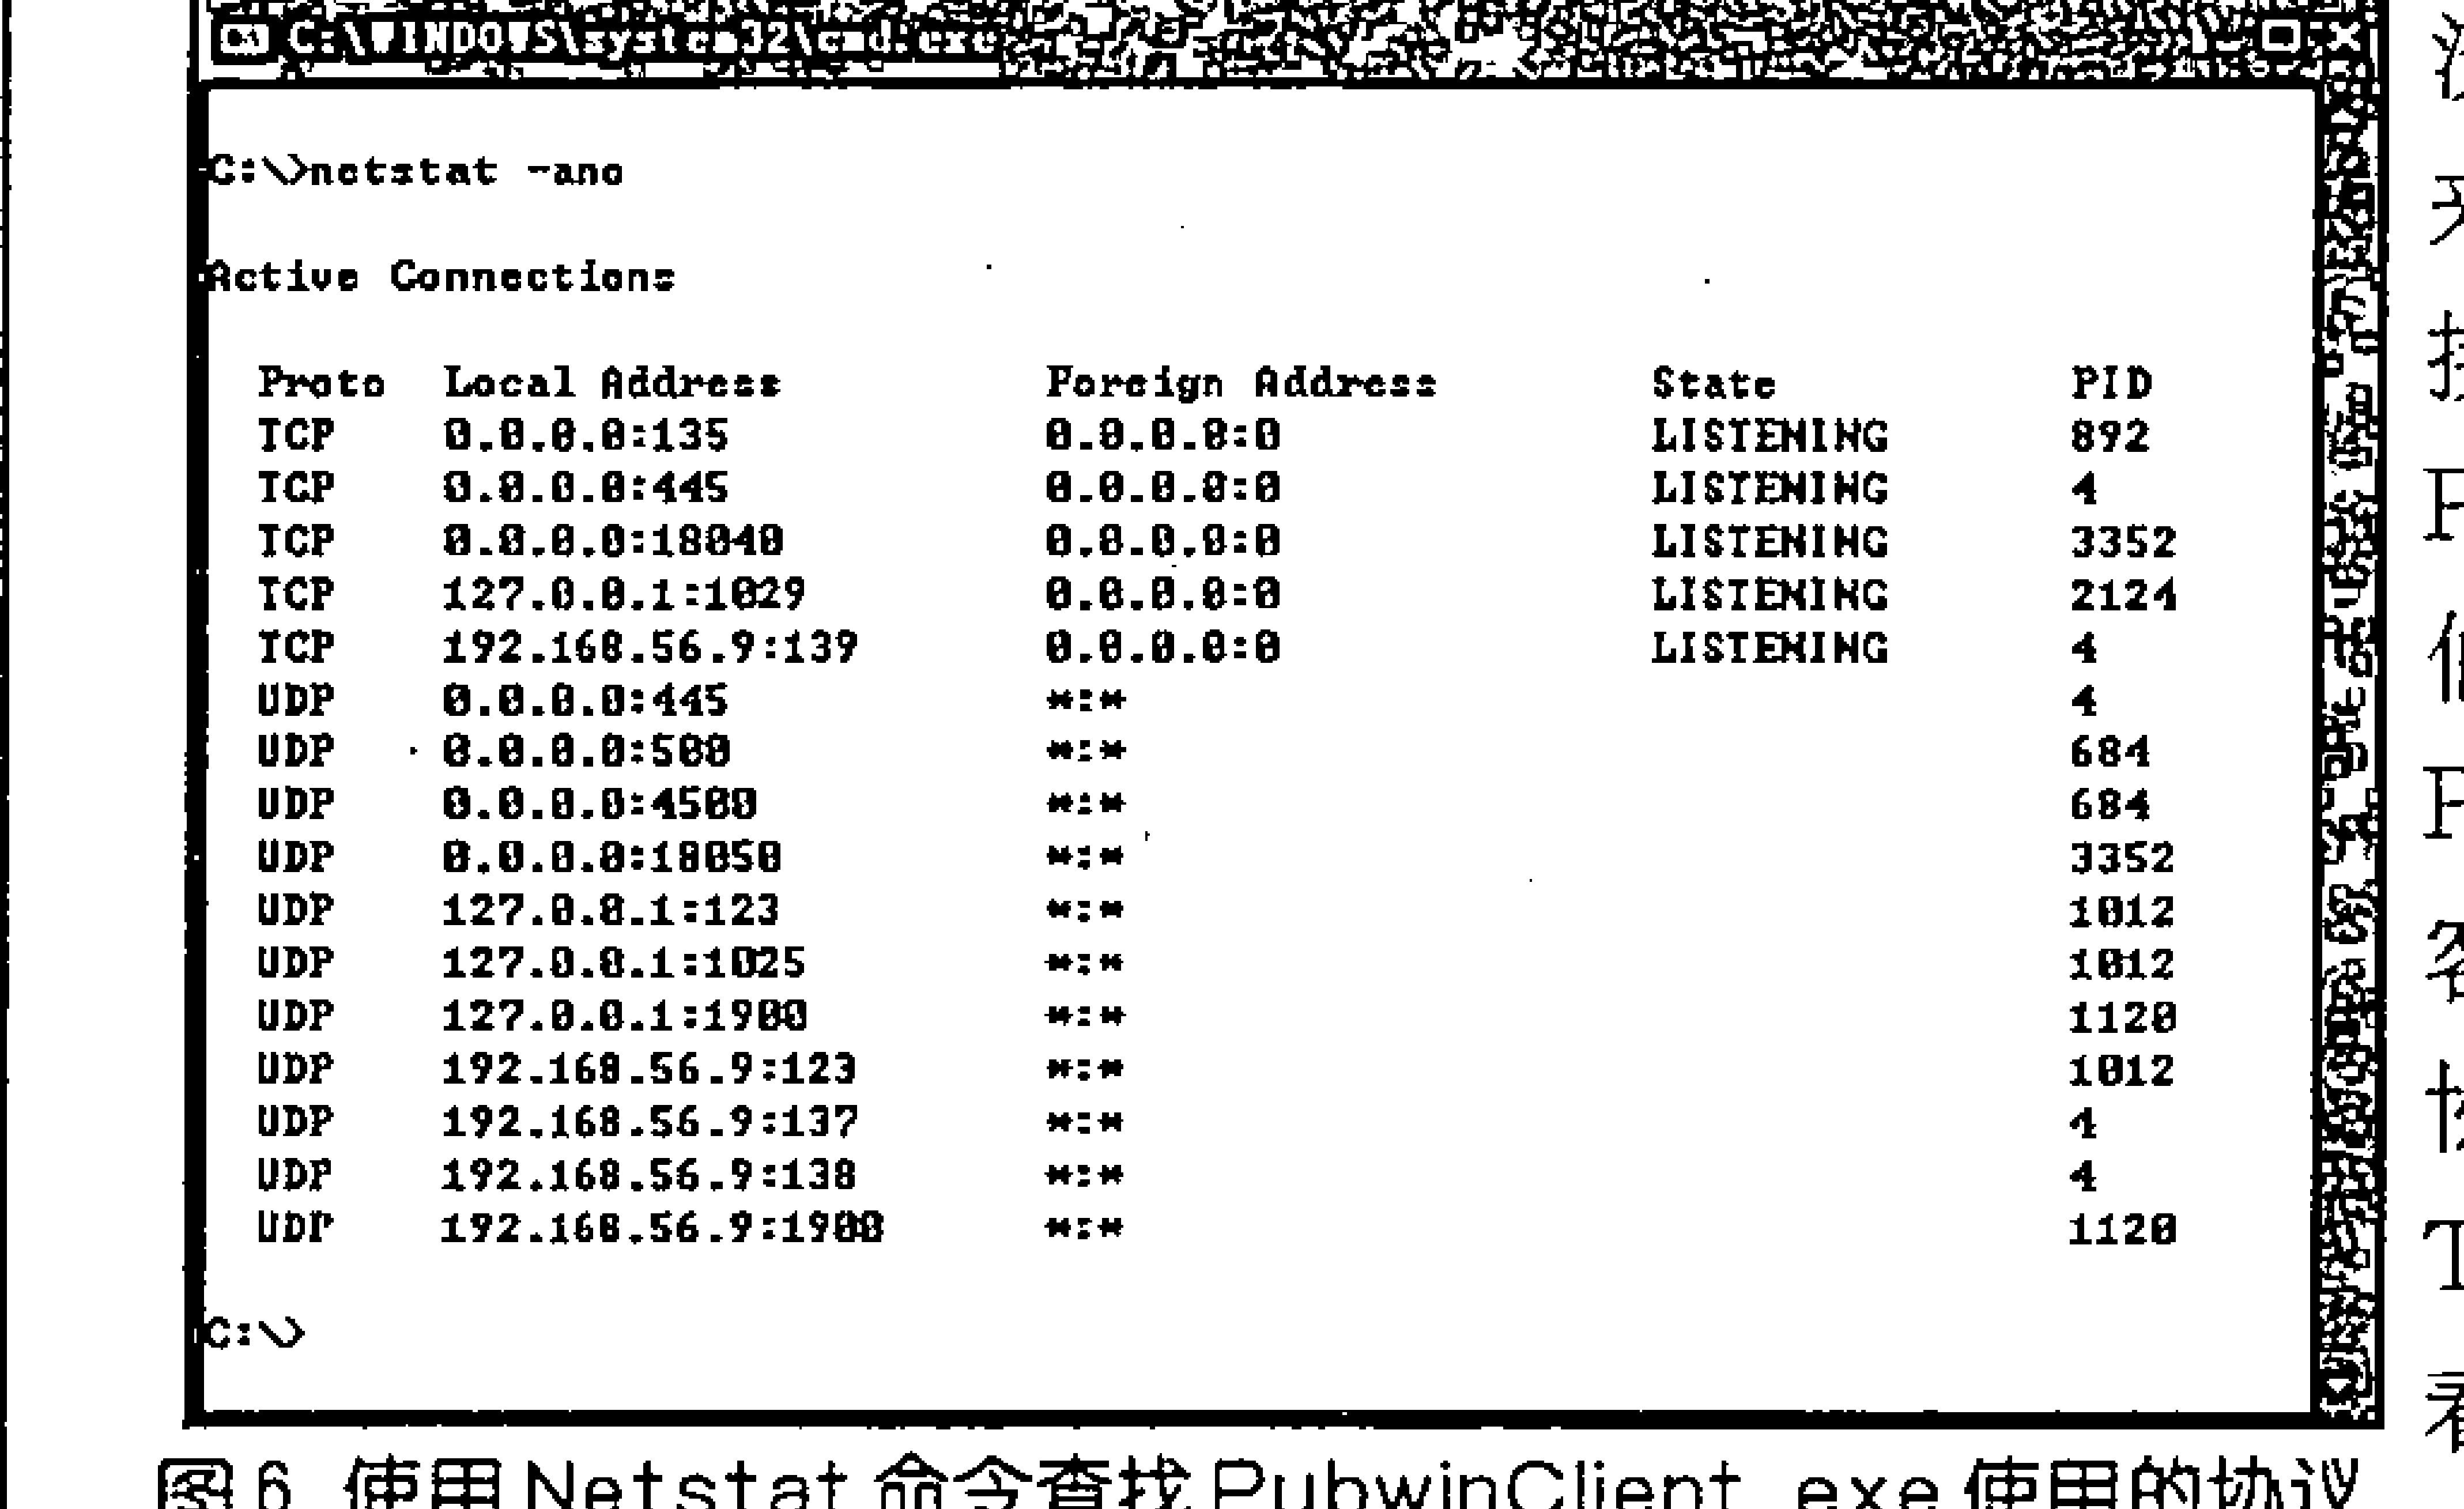 C:\WINDOWS\system32\cmd.exe
C:\>netstat -ano
Active Connections
Proto Local Address Foreign Address State PID
TCP 0.0.0.0:135 0.0.0.0:0 LISTENING 892
TCP 0.0.0.0:445 0.0.0.0:0 LISTENING 4
TCP 0.0.0.0:18040 0.0.0.0:0 LISTENING 3352
TCP 127.0.0.1:1029 0.0.0.0:0 LISTENING 2124
TCP 192.168.56.9:139 0.0.0.0:0 LISTENING 4
UDP 0.0.0.0:445 *:* 4
UDP 0.0.0.0:500 *:* 684
UDP 0.0.0.0:4500 *:* 684
UDP 0.0.0.0:18050 *:* 3352
UDP 127.0.0.1:123 *:* 1012
UDP 127.0.0.1:1025 *:* 1012
UDP 127.0.0.1:1900 *:* 1120
UDP 192.168.56.9:123 *:* 1012
UDP 192.168.56.9:137 *:* 4
UDP 192.168.56.9:138 *:* 4
UDP 192.168.56.9:1900 *:* 1120
C:\>
图6 使用Netstat命令查找PubwinClient.exe使用的协议